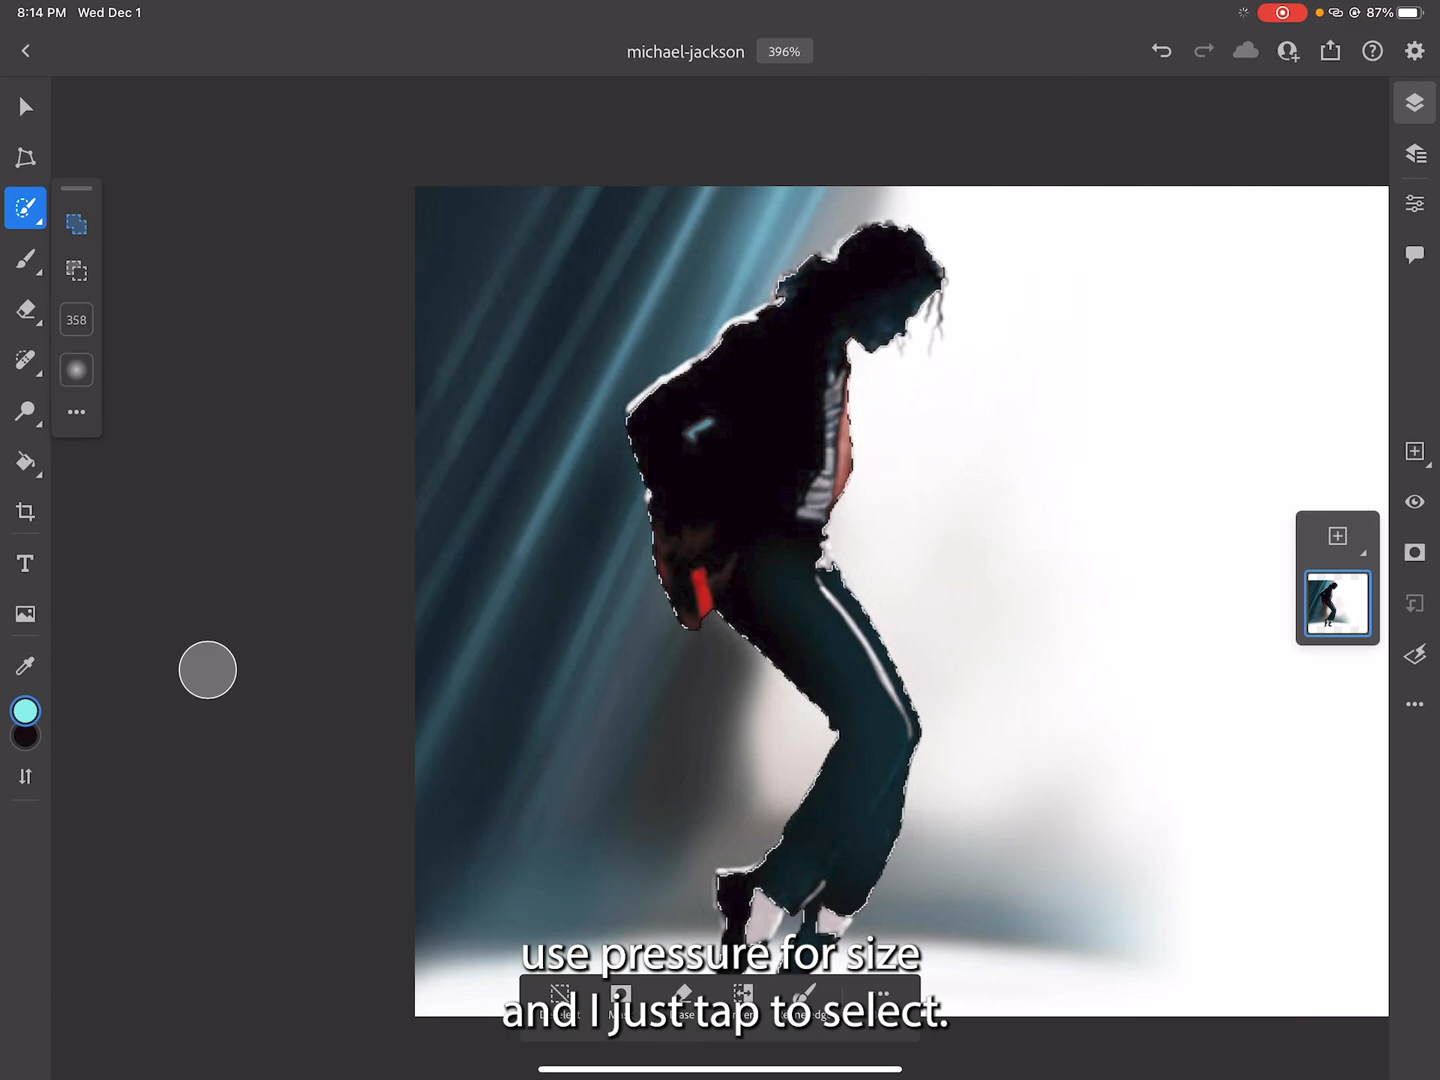 8:14 PM Wed Dec 1
87%
michael-jackson
396%
358
T
use pressure for size
and I just tap to select.